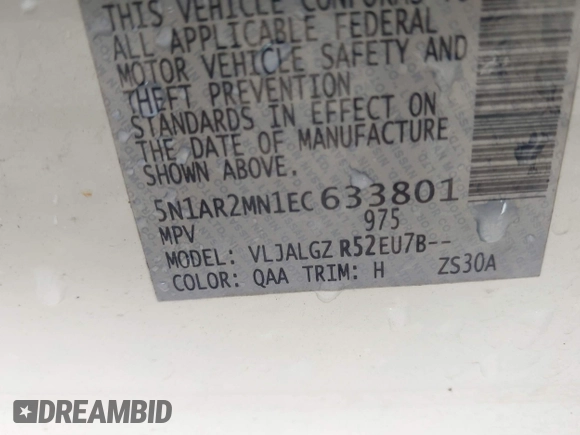 THIS VEHICLE CONFORMS TO
ALL APPLICABLE FEDERAL
MOTOR VEHICLE SAFETY AND
THEFT PREVENTION
STANDARDS IN EFFECT ON
THE DATE OF MANUFACTURE
SHOWN ABOVE.
5N1AR2MN1EC633801
MPV 975
MODEL: VLJALGZ R52EU7B--
COLOR: QAA TRIM: H ZS30A
DREAMBID